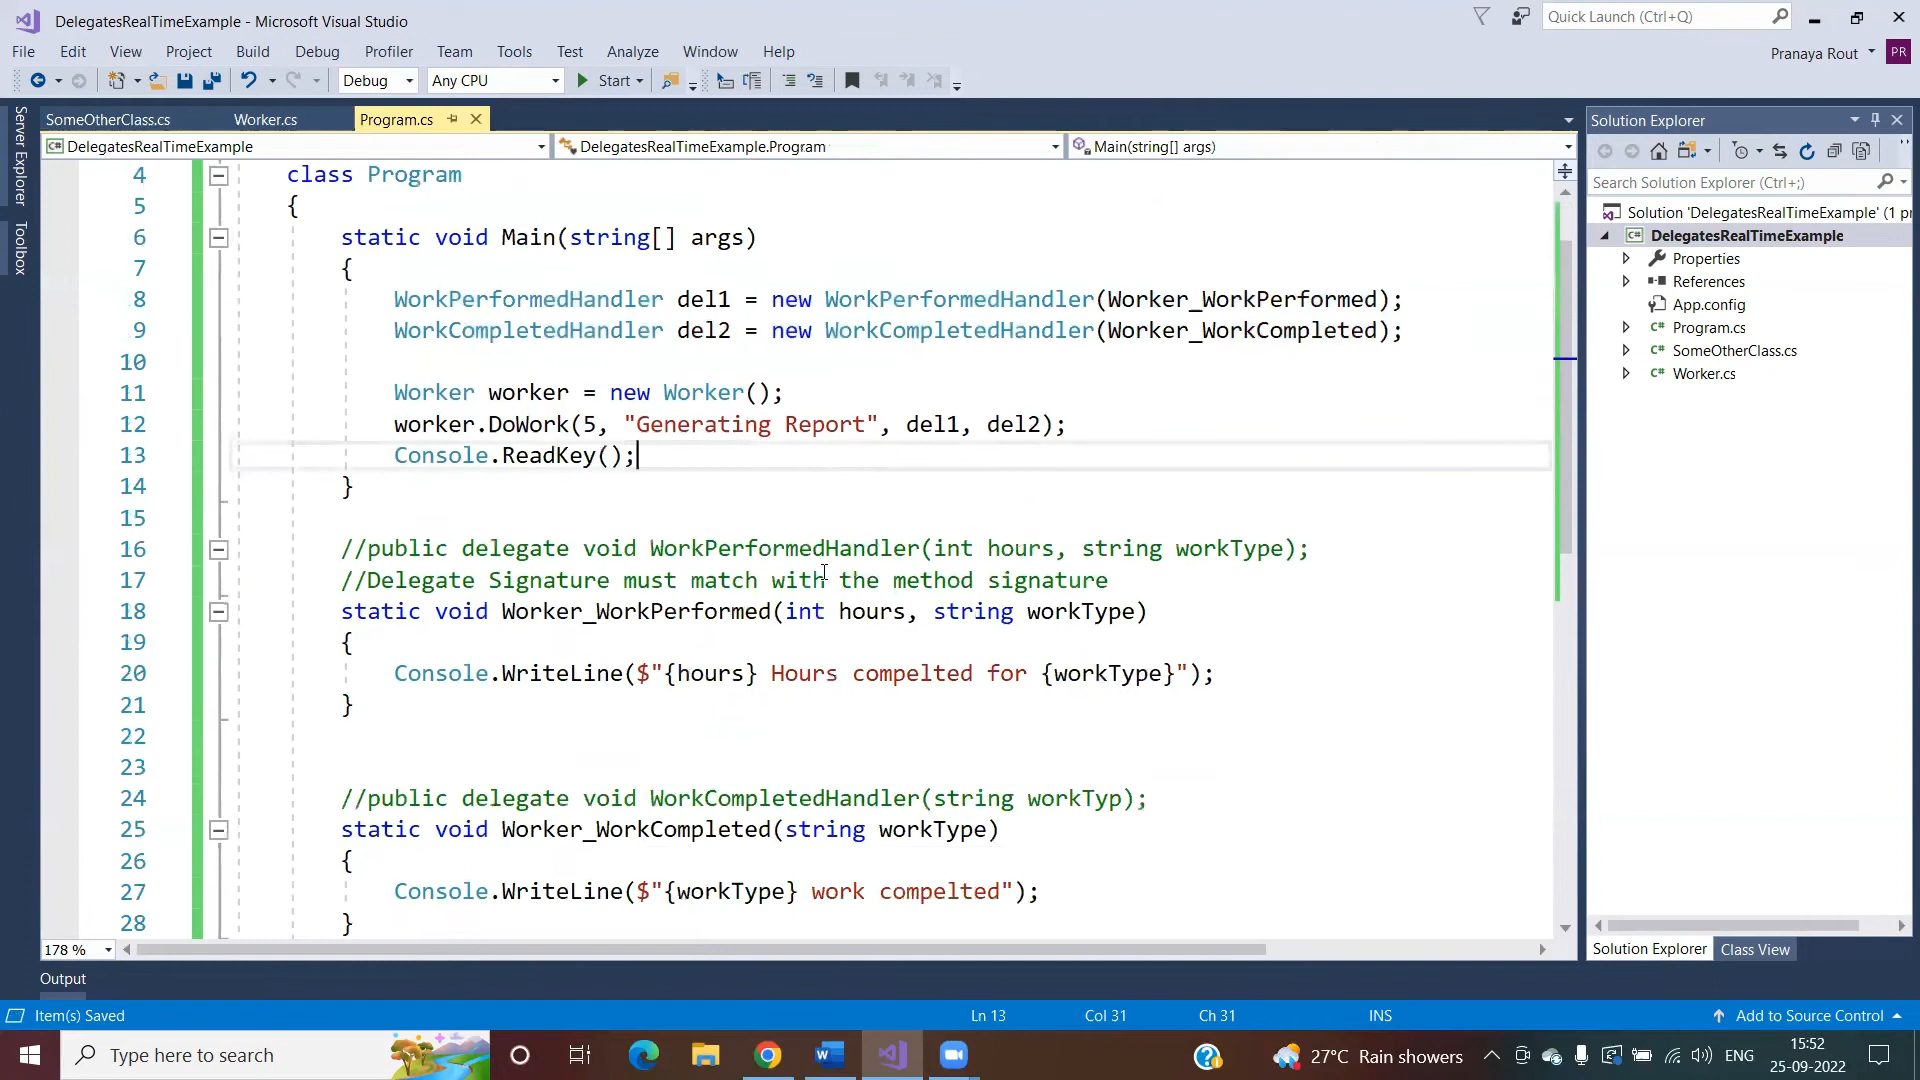 DelegatesRealTimeExample - Microsoft Visual Studio
Quick Launch (Ctrl+Q)
File Edit View Project Build Debug Profiler Team Tools Test Analyze Window Help
Pranaya Rout PR
Debug Any CPU Start
Server Explorer
Toolbox
SomeOtherClass.cs Worker.cs Program.cs
DelegatesRealTimeExample DelegatesRealTimeExample.Program Main(string[] args)
4 class Program
5 {
6 static void Main(string[] args)
7 {
8 WorkPerformedHandler del1 = new WorkPerformedHandler(Worker_WorkPerformed);
9 WorkCompletedHandler del2 = new WorkCompletedHandler(Worker_WorkCompleted);
10
11 Worker worker = new Worker();
12 worker.DoWork(5, "Generating Report", del1, del2);
13 Console.ReadKey();
14 }
15
16 //public delegate void WorkPerformedHandler(int hours, string workType);
17 //Delegate Signature must match with the method signature
18 static void Worker_WorkPerformed(int hours, string workType)
19 {
20 Console.WriteLine($"{hours} Hours compelted for {workType}");
21 }
22
23
24 //public delegate void WorkCompletedHandler(string workTyp);
25 static void Worker_WorkCompleted(string workType)
26 {
27 Console.WriteLine($"{workType} work compelted");
28 }
178 %
Solution Explorer
Search Solution Explorer (Ctrl+;)
Solution 'DelegatesRealTimeExample' (1 pr
DelegatesRealTimeExample
Properties
References
App.config
C# Program.cs
C# SomeOtherClass.cs
C# Worker.cs
Solution Explorer Class View
Output
Item(s) Saved Ln 13 Col 31 Ch 31 INS Add to Source Control
Type here to search
27°C Rain showers ENG
15:52
25-09-2022